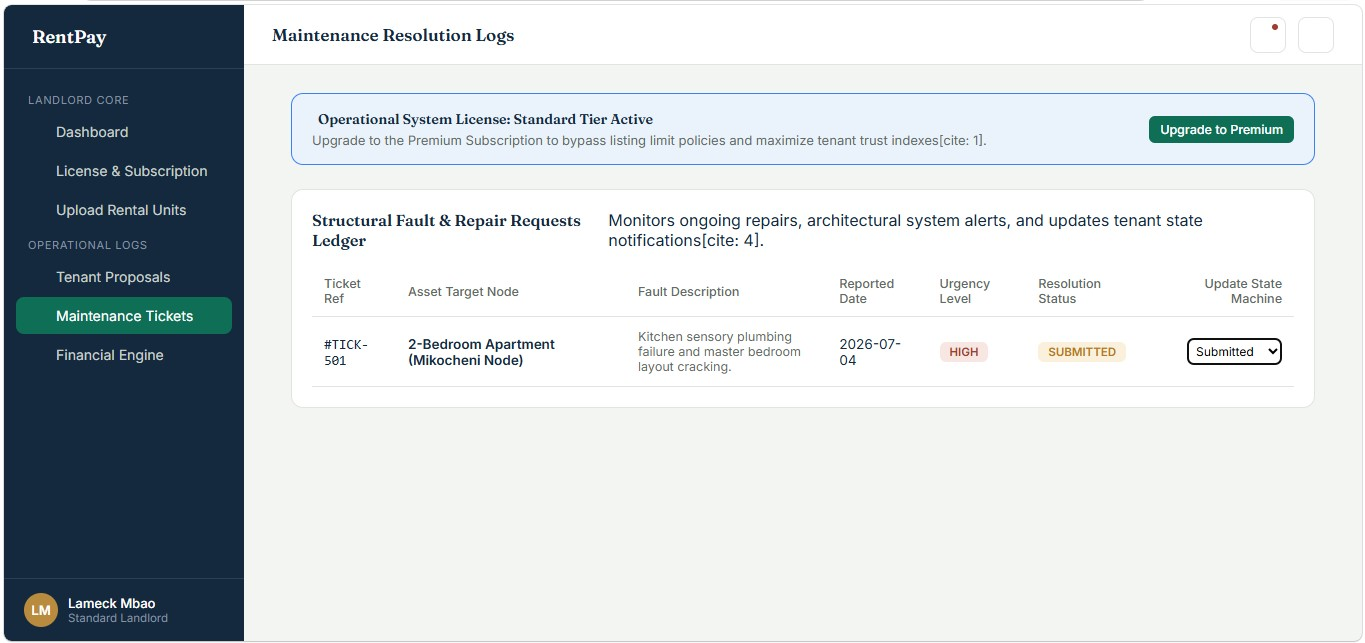 RentPay
Maintenance Resolution Logs
LANDLORD CORE
Dashboard
License & Subscription
Upload Rental Units
OPERATIONAL LOGS
Tenant Proposals
Maintenance Tickets
Financial Engine
Operational System License: Standard Tier Active
Upgrade to the Premium Subscription to bypass listing limit policies and maximize tenant trust indexes[cite: 1].
Upgrade to Premium
Structural Fault & Repair Requests
Ledger
Monitors ongoing repairs, architectural system alerts, and updates tenant state
notifications[cite: 4].
Ticket
Ref
Asset Target Node
Fault Description
Reported
Date
Urgency
Level
Resolution
Status
Update State
Machine
#TICK-
501
2-Bedroom Apartment
(Mikocheni Node)
Kitchen sensory plumbing
failure and master bedroom
layout cracking.
2026-07-
04
HIGH
SUBMITTED
Submitted
LM
Lameck Mbao
Standard Landlord